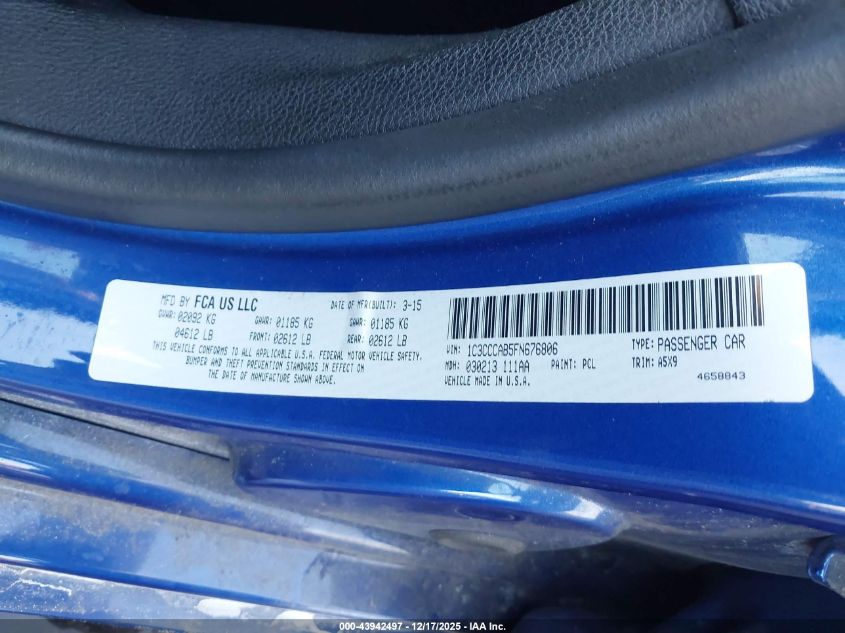 MFD BY FCA US LLC DATE OF MFR(BUILT): 3-15
GVWR: 02092 KG GAWR: 01185 KG GAWR: 01185 KG
04612 LB FRONT: 02612 LB REAR: 02612 LB
THIS VEHICLE CONFORMS TO ALL APPLICABLE U.S.A. FEDERAL MOTOR VEHICLE SAFETY,
BUMPER AND THEFT PREVENTION STANDARDS IN EFFECT ON
THE DATE OF MANUFACTURE SHOWN ABOVE.
VIN: 1C3CCCAB5FN676806 TYPE: PASSENGER CAR
MDH: 030213 111AA PAINT: PCL TRIM: A5X9
VEHICLE MADE IN U.S.A. 4658843
000-43942497 - 12/17/2025 - IAA Inc.